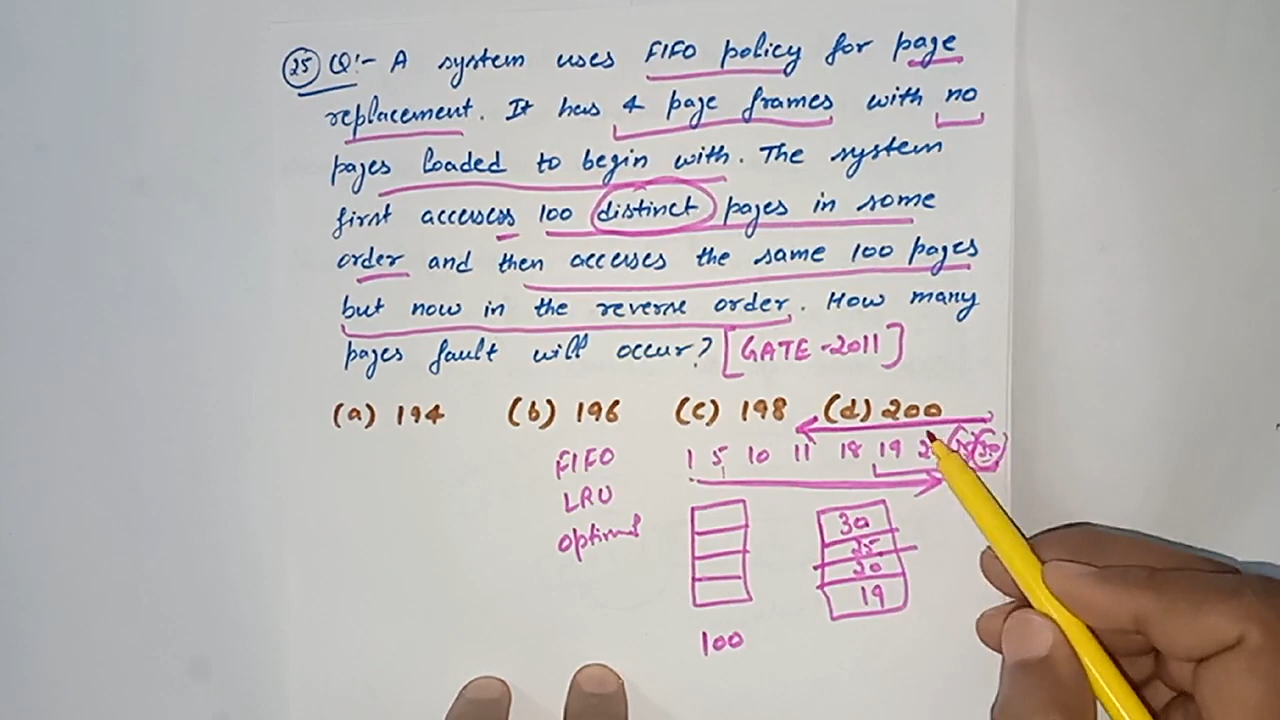 25 Q:- A system uses FIFO policy for page
replacement. It has 4 page frames with no
pages loaded to begin with. The system
first accesses 100 distinct pages in some
order and then accesses the same 100 pages
but now in the reverse order. How many
pages fault will occur? [GATE-2011]
(a) 194 (b) 196 (c) 198 (d) 200
FIFO 1 5 10 11 18 19
LRU
optimal
30
25
20
19
100